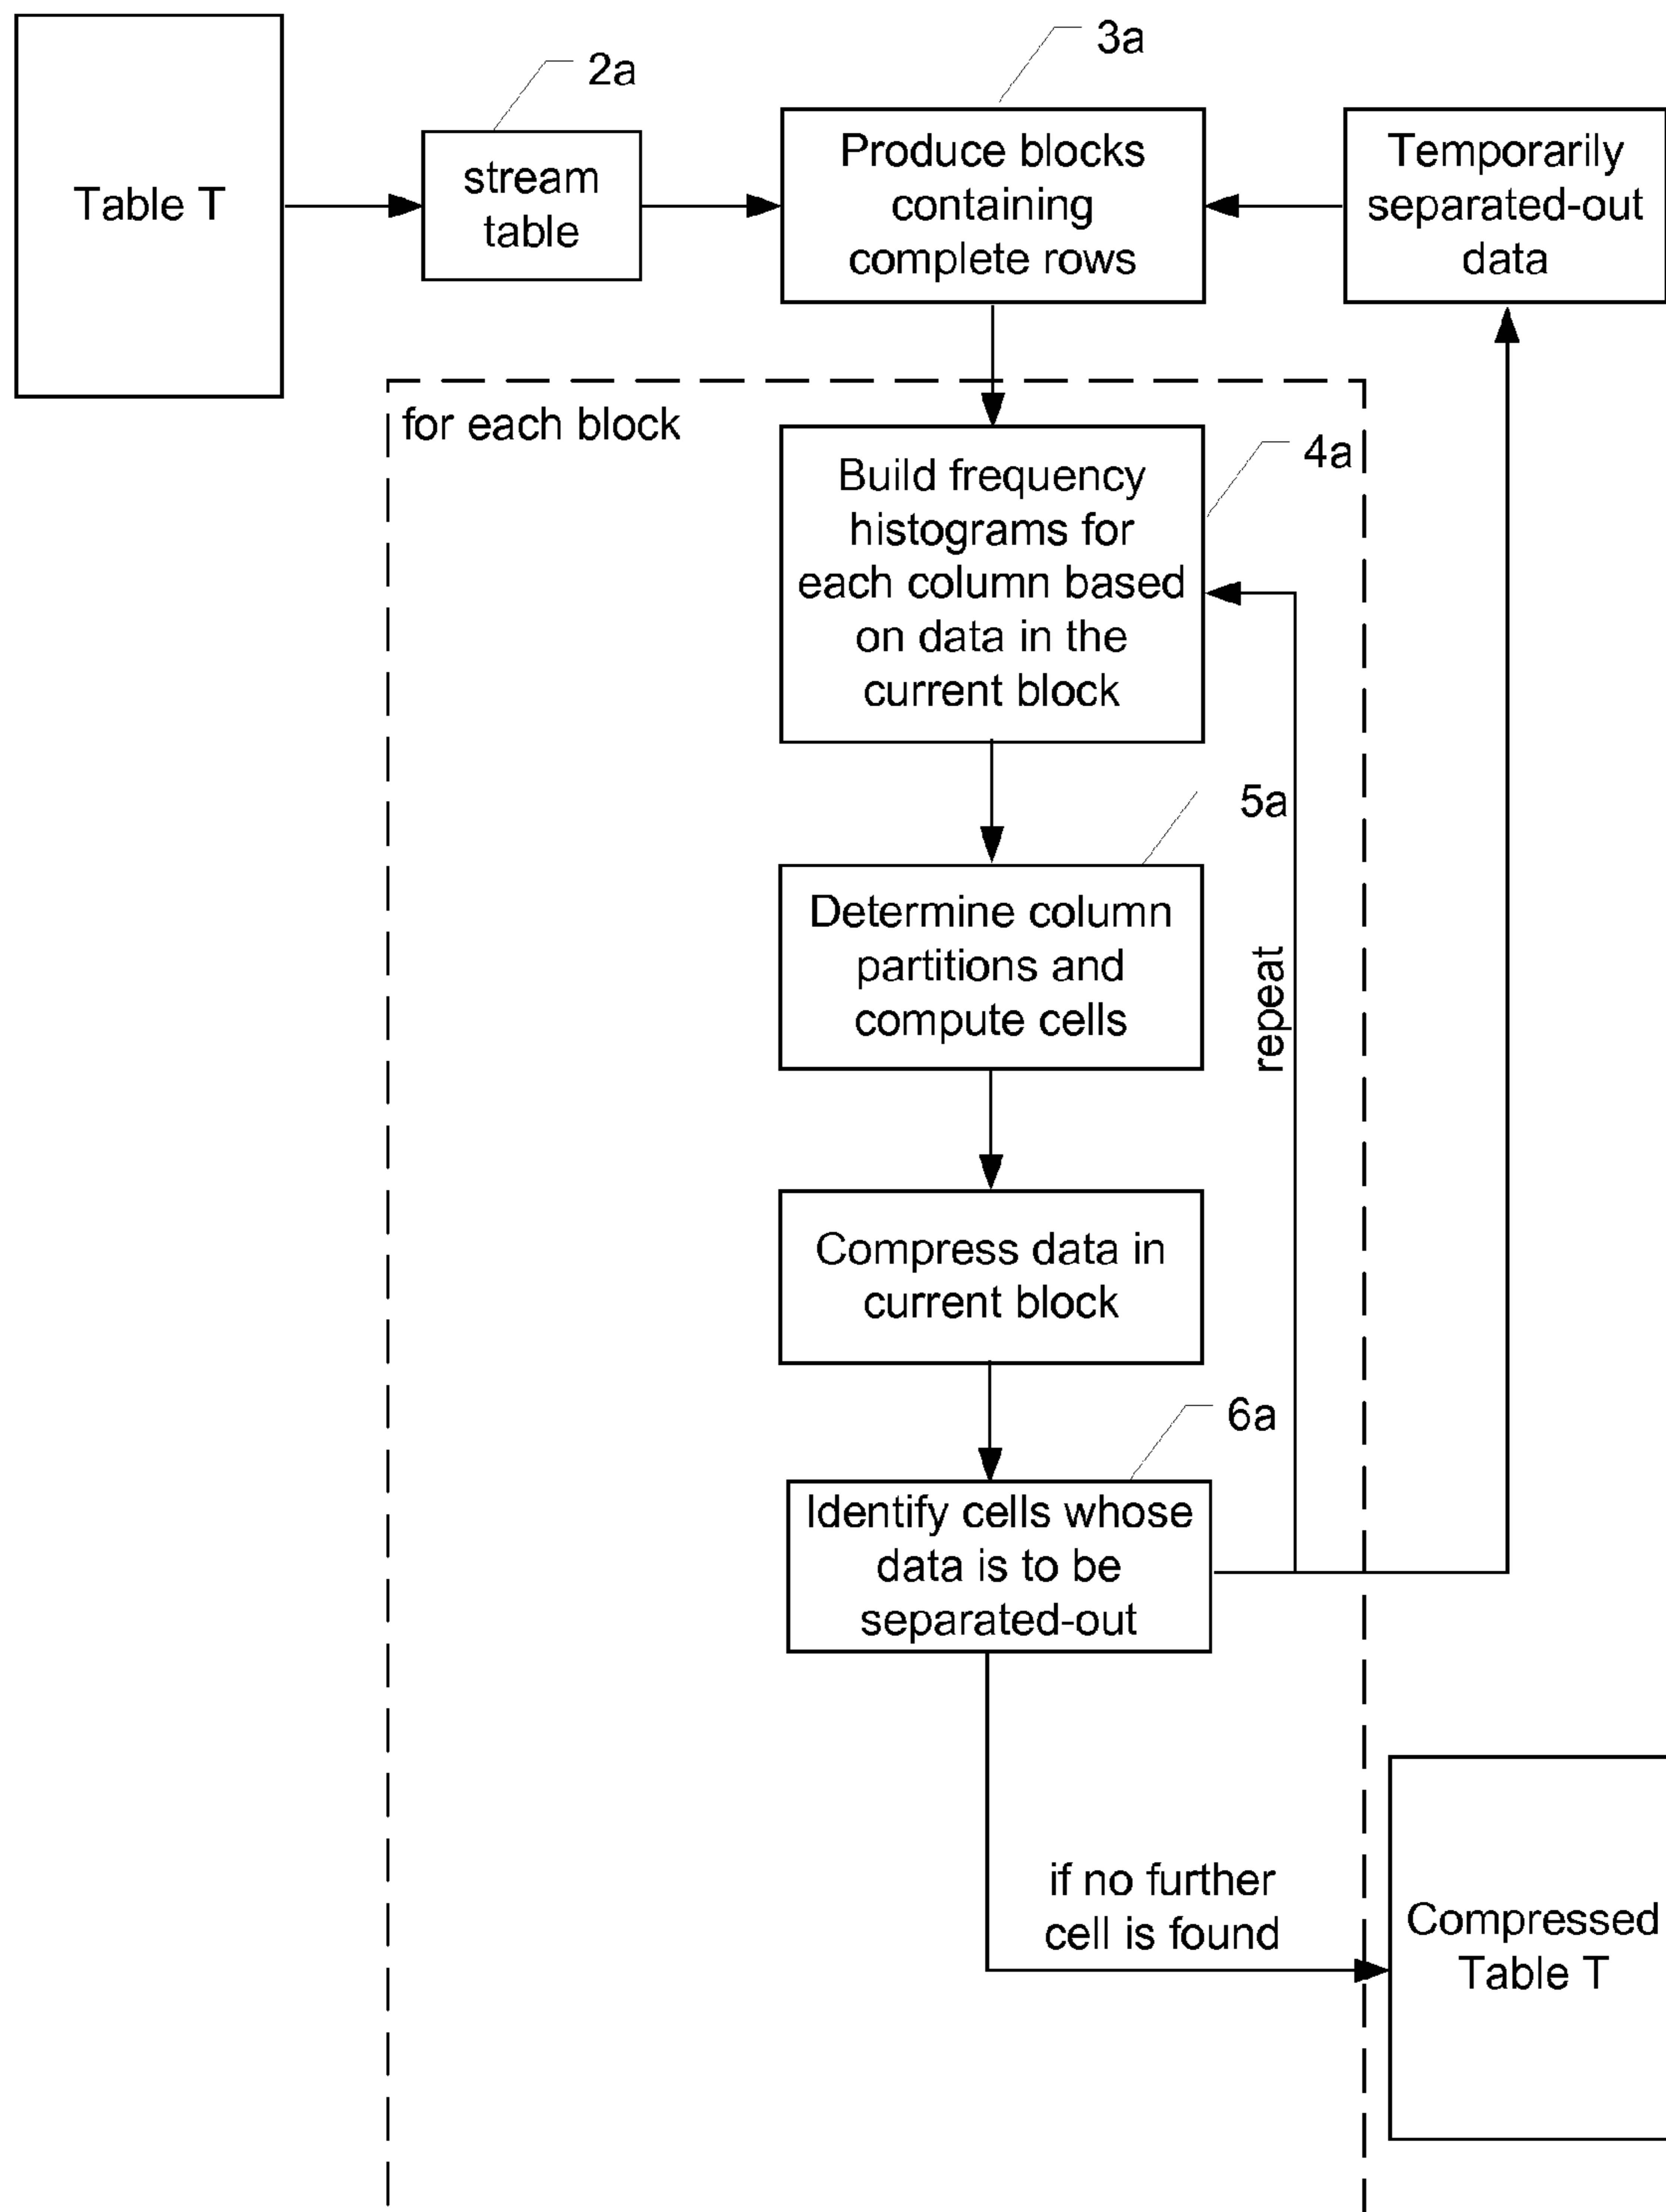 3a
2a
Table T
stream
table
Produce blocks
containing
complete rows
Temporarily
separated-out
data
for each block
4a
Build frequency
histograms for
each column based
on data in the
current block
5a
Determine column
partitions and
compute cells
repeat
Compress data in
current block
6a
Identify cells whose
data is to be
separated-out
if no further
cell is found
Compressed
Table T